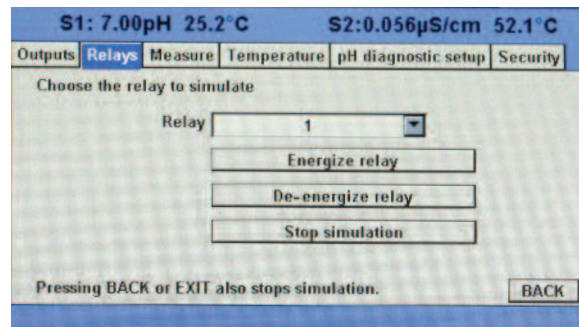 S1: 7.00pH 25.2°C S2:0.056µS/cm 52.1°C
Outputs Relays Measure Temperature pH diagnostic setup Security
Choose the relay to simulate
Relay 1
Energize relay
De-energize relay
Stop simulation
Pressing BACK or EXIT also stops simulation.
BACK